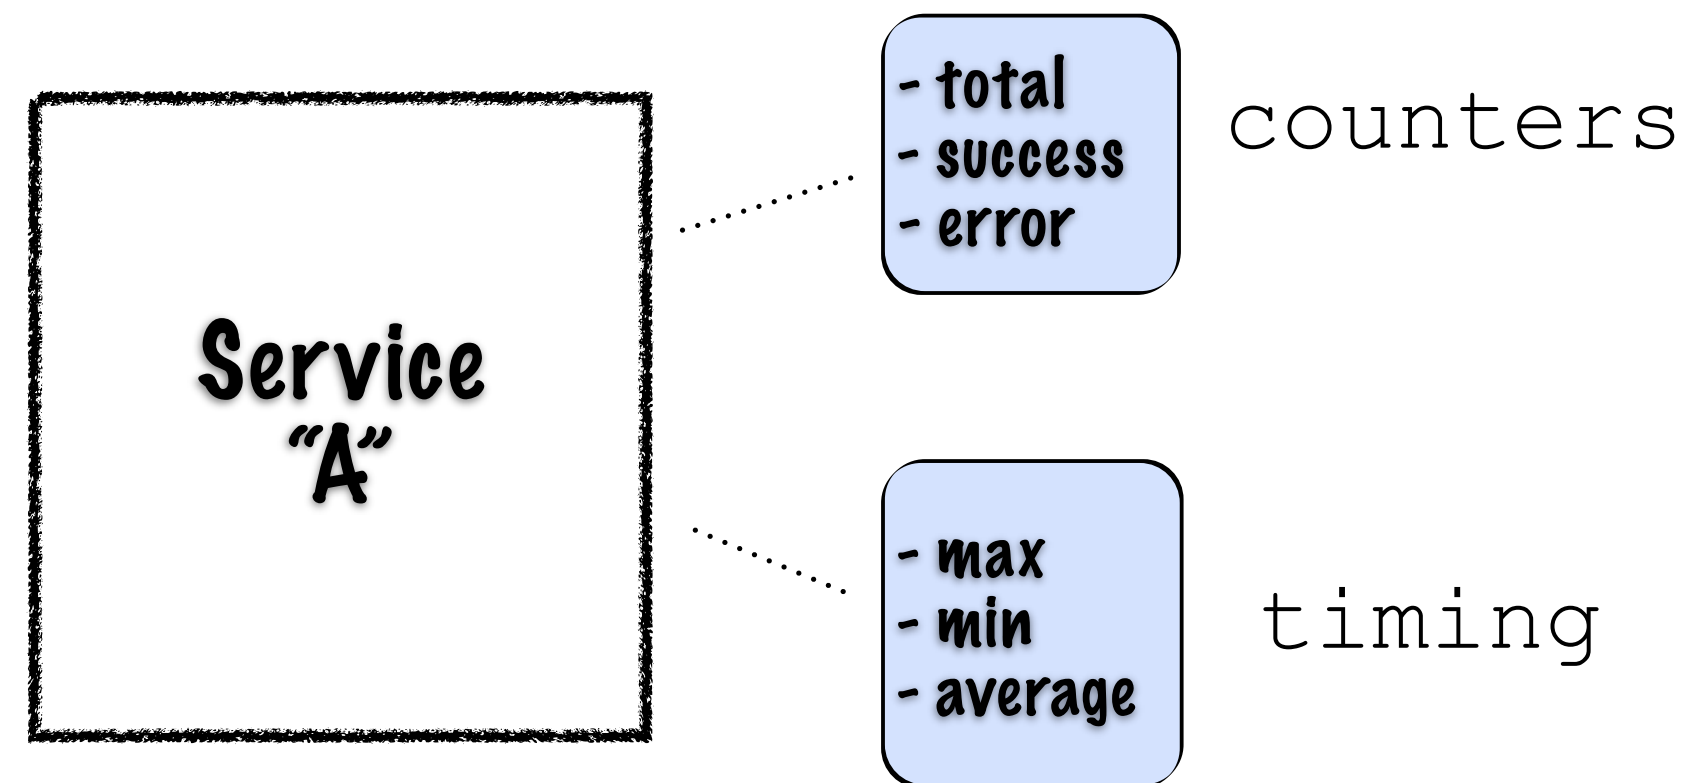 - total
- success
- error
counters
Service
“A”
- max
- min
- average
timing